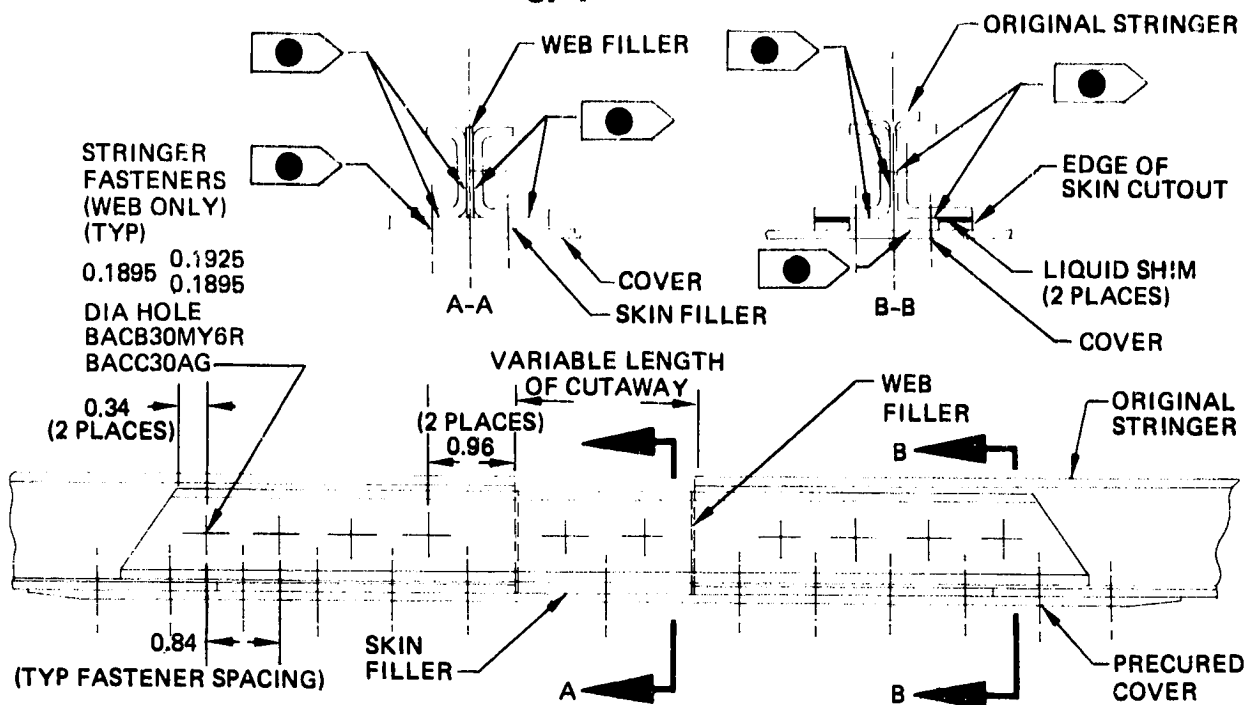 WEB FILLER
ORIGINAL STRINGER
STRINGER
FASTENERS
(WEB ONLY)
(TYP)
EDGE OF
SKIN CUTOUT
0.1895 0.1925
0.1895
DIA HOLE
BACB30MY6R
BACC30AG
COVER
SKIN FILLER
A-A
LIQUID SHIM
(2 PLACES)
B-B
COVER
VARIABLE LENGTH
OF CUTAWAY
WEB
FILLER
ORIGINAL
STRINGER
0.34
(2 PLACES)
(2 PLACES)
0.96
B
0.84
(TYP FASTENER SPACING)
SKIN
FILLER
A
B
PRECURED
COVER